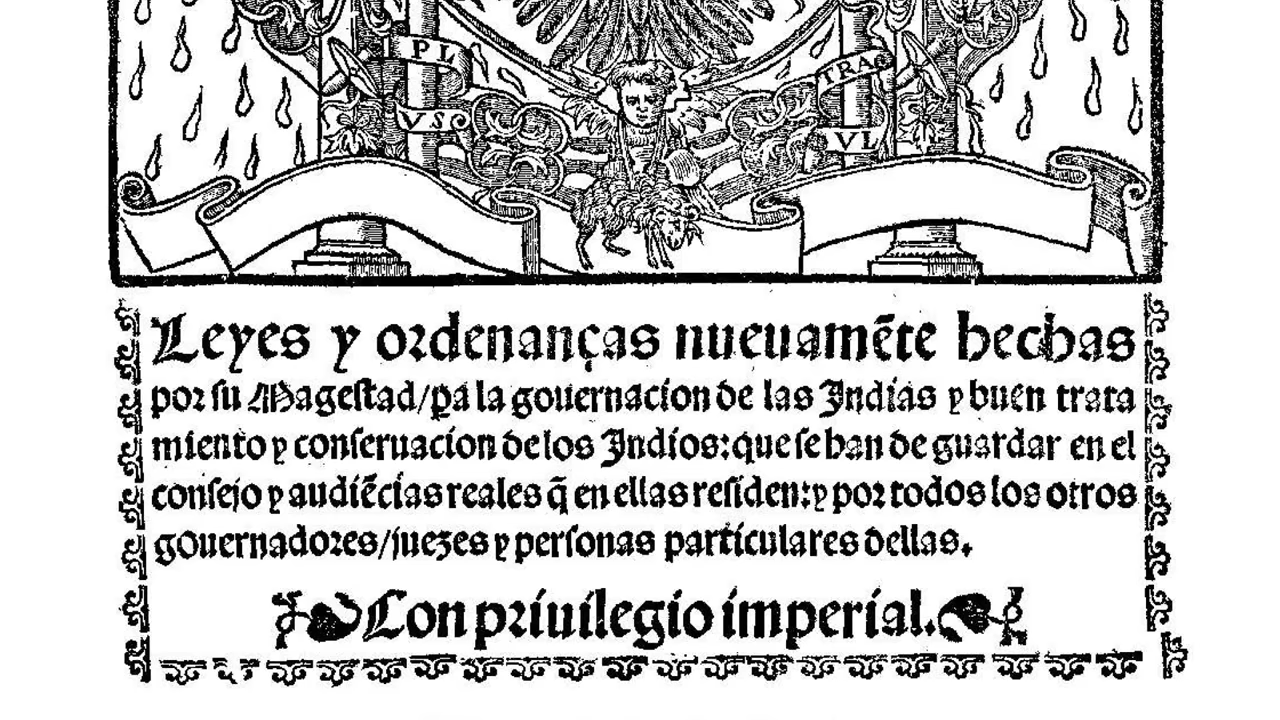 PL
TRA
VS
VL
Leyes y ordenanças nueuamēte hechas
por su Magestad/p̄a la gouernacion de las Indias y buen trata
miento y conseruacion de los Indios: que se han de guardar en el
consejo y audiēcias reales q̄ en ellas residen: y por todos los otros
gouernadores/juezes y personas particulares dellas.
Con priuilegio imperial.